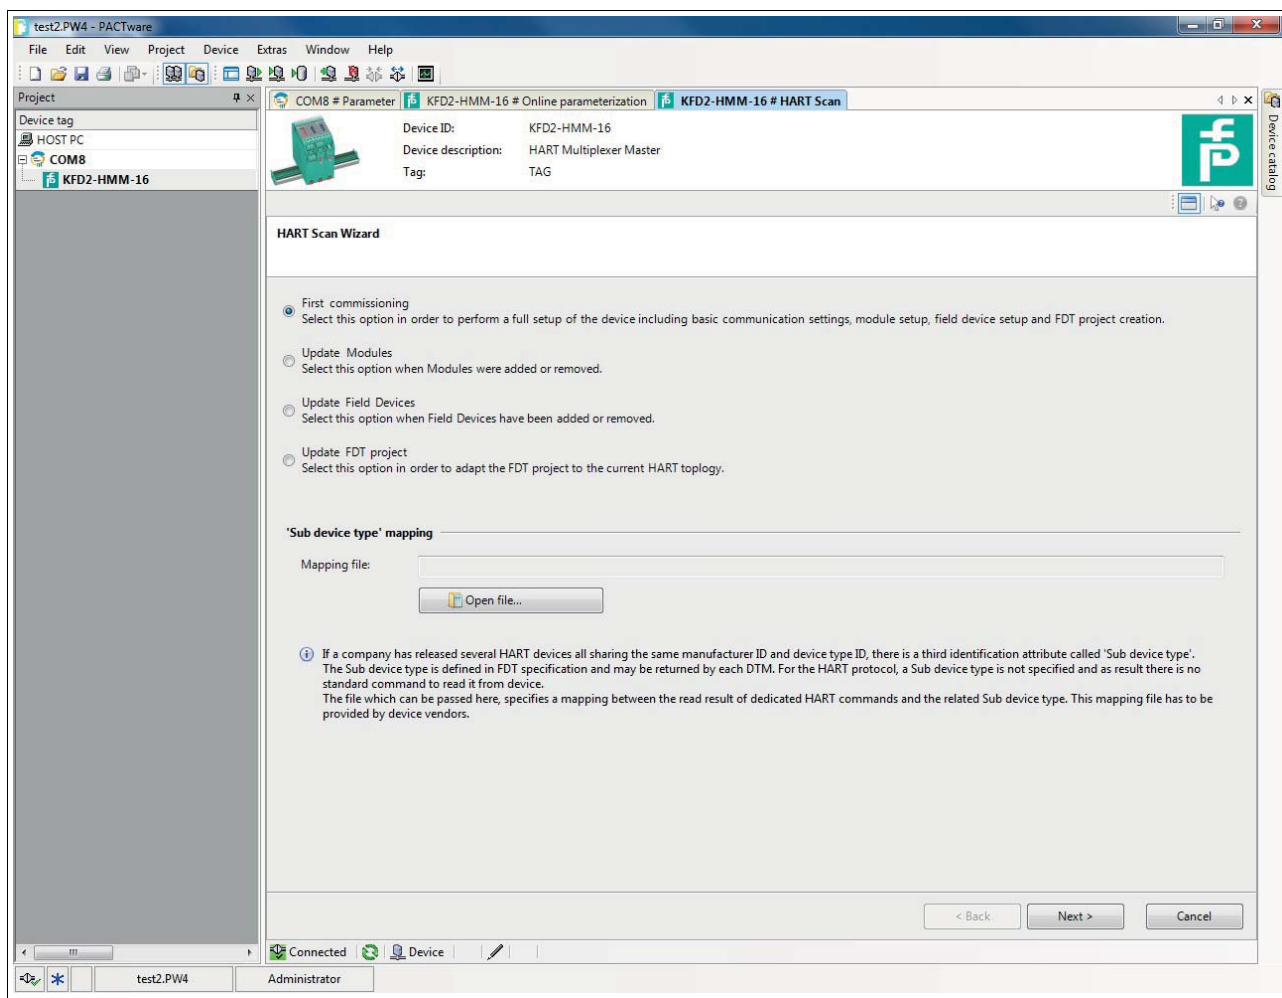 test2.PW4 - PACTware
File Edit View Project Device Extras Window Help
Project
Device tag
HOST PC
COM8
KFD2-HMM-16
COM8 # Parameter
KFD2-HMM-16 # Online parameterization
KFD2-HMM-16 # HART Scan
Device ID: KFD2-HMM-16
Device description: HART Multiplexer Master
Tag: TAG
Device catalog
HART Scan Wizard
First commissioning
Select this option in order to perform a full setup of the device including basic communication settings, module setup, field device setup and FDT project creation.
Update Modules
Select this option when Modules were added or removed.
Update Field Devices
Select this option when Field Devices have been added or removed.
Update FDT project
Select this option in order to adapt the FDT project to the current HART toplogy.
'Sub device type' mapping
Mapping file:
Open file...
If a company has released several HART devices all sharing the same manufacturer ID and device type ID, there is a third identification attribute called 'Sub device type'.
The Sub device type is defined in FDT specification and may be returned by each DTM. For the HART protocol, a Sub device type is not specified and as result there is no
standard command to read it from device.
The file which can be passed here, specifies a mapping between the read result of dedicated HART commands and the related Sub device type. This mapping file has to be
provided by device vendors.
< Back Next > Cancel
Connected Device
test2.PW4 Administrator